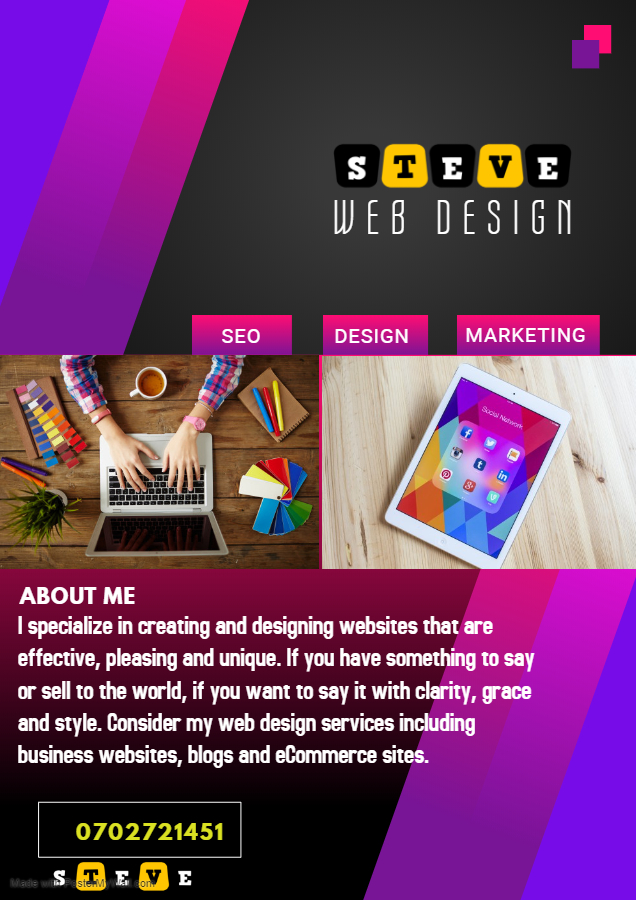 STEVE
WEB DESIGN
SEO
DESIGN
MARKETING
Social Network
ABOUT ME
I specialize in creating and designing websites that are
effective, pleasing and unique. If you have something to say
or sell to the world, if you want to say it with clarity, grace
and style. Consider my web design services including
business websites, blogs and eCommerce sites.
0702721451
STEVE
Made with PosterMyWall.com